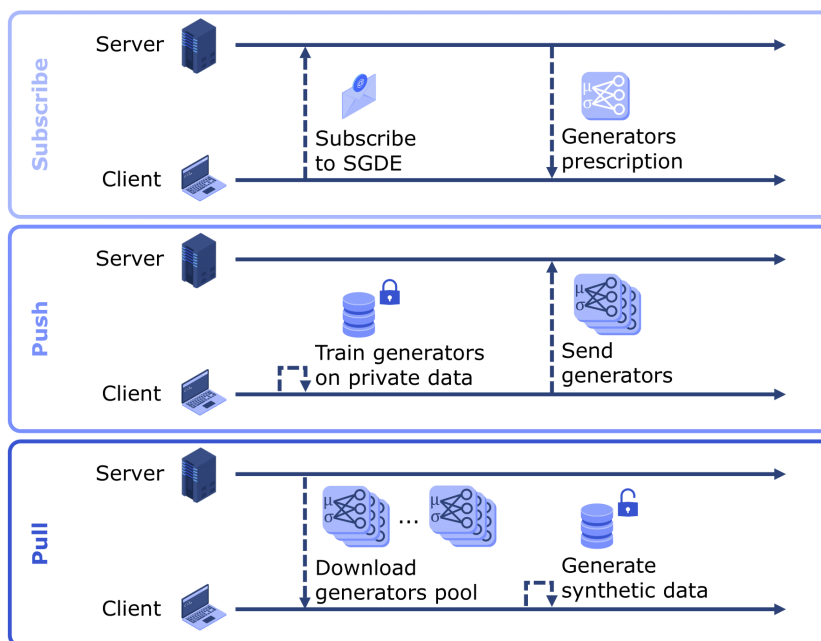 Subscribe
Server
@
Subscribe
to SGDE
μ
σ
Generators
prescription
Client
Push
Server
Train generators
on private data
μ
σ
Send
generators
Client
Pull
Server
μ
σ
...
μ
σ
Download
generators pool
Generate
synthetic data
Client